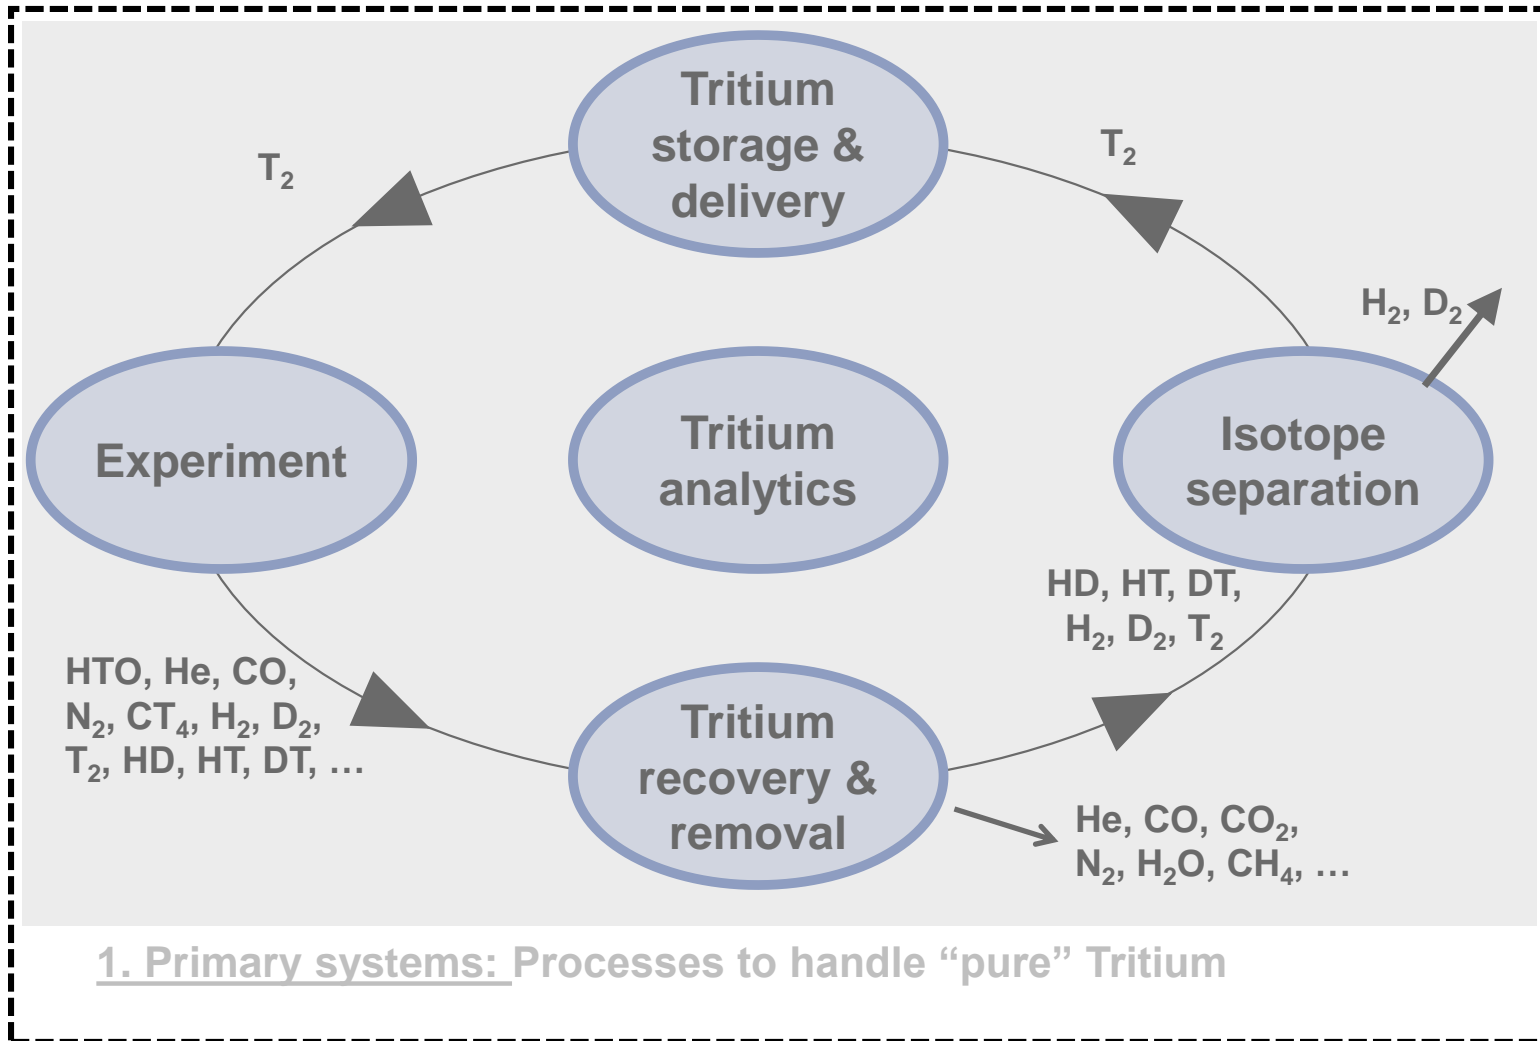 Tritium
storage &
delivery
T₂
T₂
H₂, D₂
Experiment
Tritium
analytics
Isotope
separation
HD, HT, DT,
H₂, D₂, T₂
HTO, He, CO,
N₂, CT₄, H₂, D₂,
T₂, HD, HT, DT, …
Tritium
recovery &
removal
He, CO, CO₂,
N₂, H₂O, CH₄, …
1. Primary systems: Processes to handle “pure” Tritium